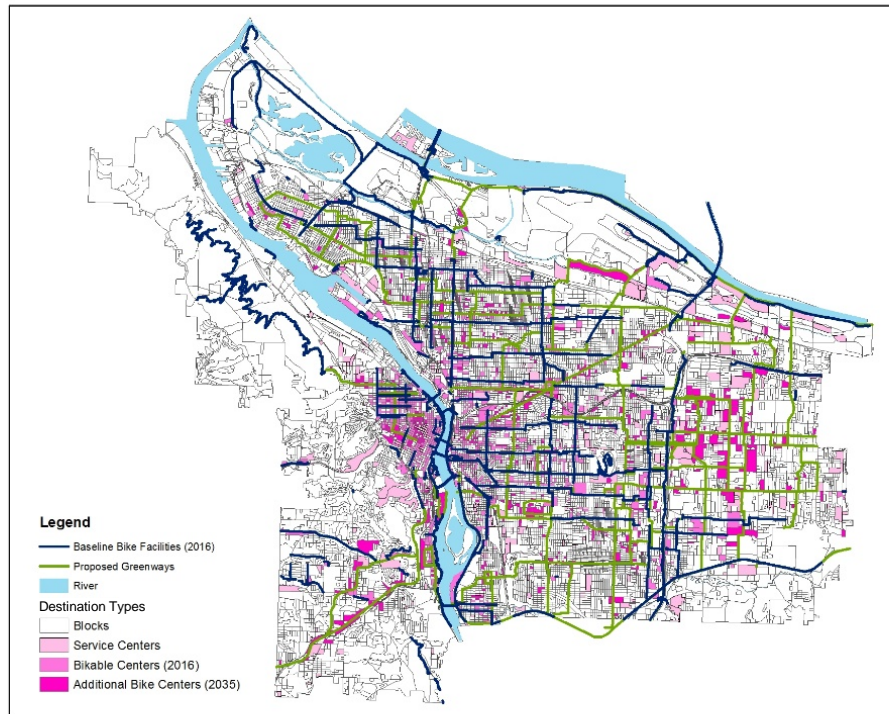 Legend
Baseline Bike Facilities (2016)
Proposed Greenways
River
Destination Types
Blocks
Service Centers
Bikable Centers (2016)
Additional Bike Centers (2035)